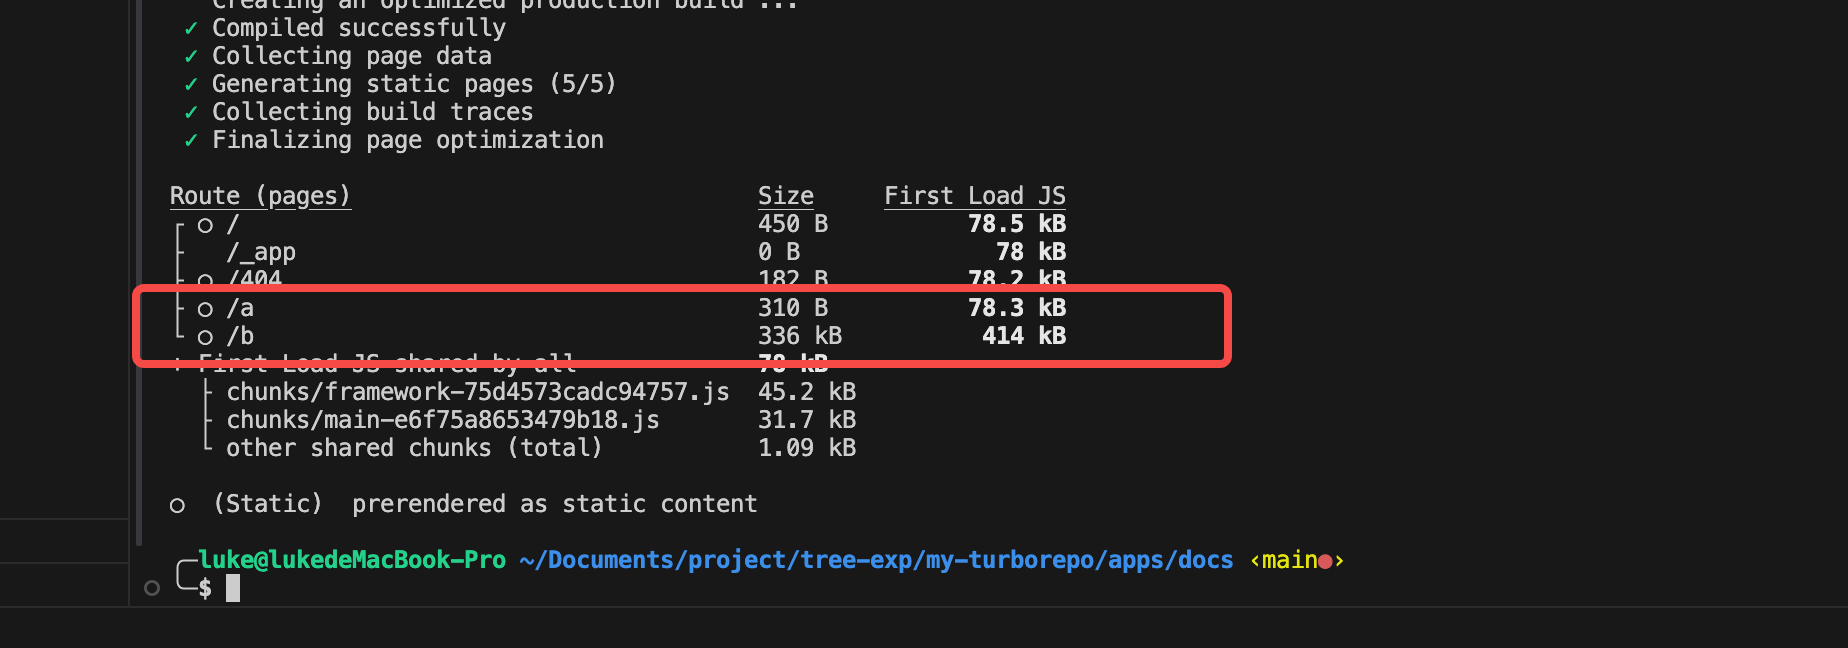 Creating an optimized production build ...
✓ Compiled successfully
✓ Collecting page data
✓ Generating static pages (5/5)
✓ Collecting build traces
✓ Finalizing page optimization
Route (pages) Size First Load JS
┌ ○ / 450 B 78.5 kB
├ /_app 0 B 78 kB
├ ○ /404 182 B 78.2 kB
├ ○ /a 310 B 78.3 kB
└ ○ /b 336 kB 414 kB
+ First Load JS shared by all 78 kB
├ chunks/framework-75d4573cadc94757.js 45.2 kB
├ chunks/main-e6f75a8653479b18.js 31.7 kB
└ other shared chunks (total) 1.09 kB
○ (Static) prerendered as static content
╭─luke@lukedeMacBook-Pro ~/Documents/project/tree-exp/my-turborepo/apps/docs ‹main●›
╰─$